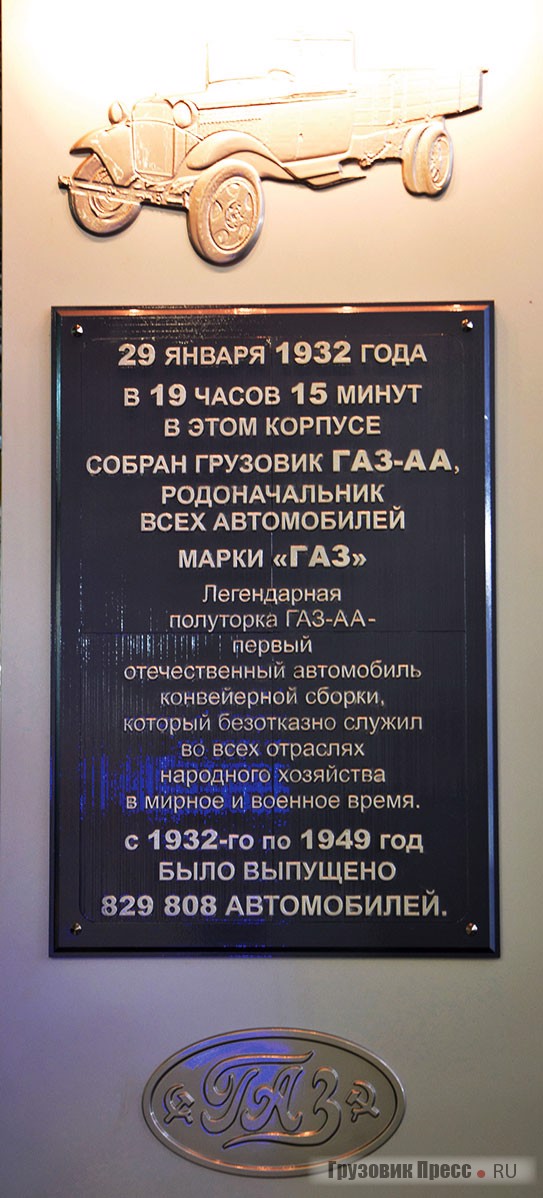 29 ЯНВАРЯ 1932 ГОДА
В 19 ЧАСОВ 15 МИНУТ
В ЭТОМ КОРПУСЕ
СОБРАН ГРУЗОВИК ГАЗ-АА,
РОДОНАЧАЛЬНИК
ВСЕХ АВТОМОБИЛЕЙ
МАРКИ «ГАЗ»
Легендарная
полуторка ГАЗ-АА-
первый
отечественный автомобиль
конвейерной сборки,
который безотказно служил
во всех отраслях
народного хозяйства
в мирное и военное время.
с 1932-го по 1949 год
БЫЛО ВЫПУЩЕНО
829 808 АВТОМОБИЛЕЙ.
ГАЗ
Грузовик Пресс.RU